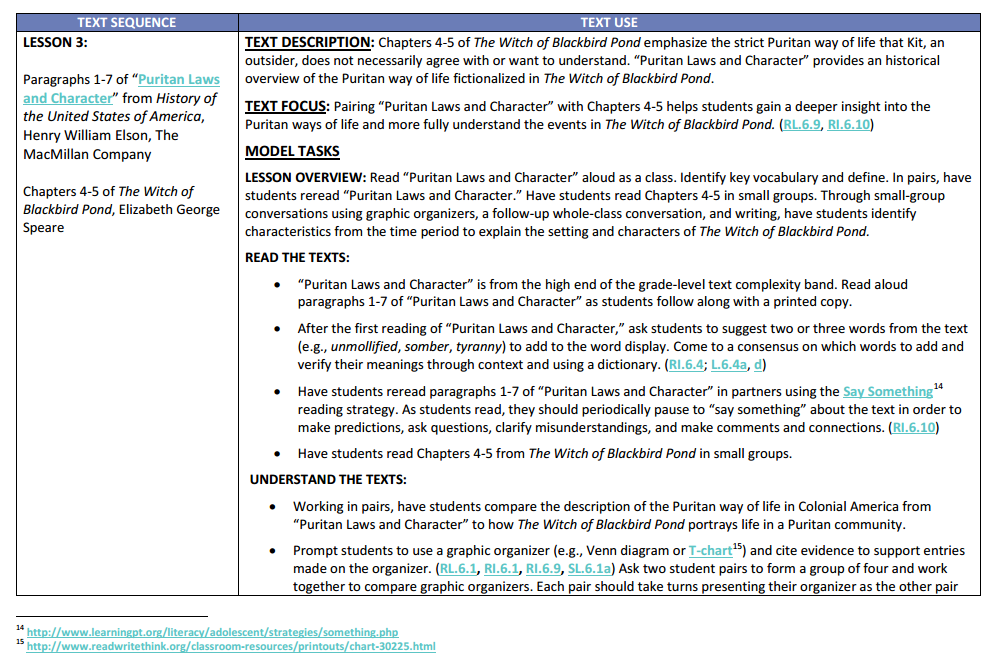 TEXT SEQUENCE
TEXT USE
LESSON 3:
Paragraphs 1-7 of “Puritan Laws
and Character” from History of
the United States of America,
Henry William Elson, The
MacMillan Company
Chapters 4-5 of The Witch of
Blackbird Pond, Elizabeth George
Speare
TEXT DESCRIPTION: Chapters 4-5 of The Witch of Blackbird Pond emphasize the strict Puritan way of life that Kit, an
outsider, does not necessarily agree with or want to understand. “Puritan Laws and Character” provides an historical
overview of the Puritan way of life fictionalized in The Witch of Blackbird Pond.
TEXT FOCUS: Pairing “Puritan Laws and Character” with Chapters 4-5 helps students gain a deeper insight into the
Puritan ways of life and more fully understand the events in The Witch of Blackbird Pond. (RL.6.9, RI.6.10)
MODEL TASKS
LESSON OVERVIEW: Read “Puritan Laws and Character” aloud as a class. Identify key vocabulary and define. In pairs, have
students reread “Puritan Laws and Character.” Have students read Chapters 4-5 in small groups. Through small-group
conversations using graphic organizers, a follow-up whole-class conversation, and writing, have students identify
characteristics from the time period to explain the setting and characters of The Witch of Blackbird Pond.
READ THE TEXTS:
• “Puritan Laws and Character” is from the high end of the grade-level text complexity band. Read aloud
paragraphs 1-7 of “Puritan Laws and Character” as students follow along with a printed copy.
• After the first reading of “Puritan Laws and Character,” ask students to suggest two or three words from the text
(e.g., unmollified, somber, tyranny) to add to the word display. Come to a consensus on which words to add and
verify their meanings through context and using a dictionary. (RI.6.4; L.6.4a, d)
• Have students reread paragraphs 1-7 of “Puritan Laws and Character” in partners using the Say Something14
reading strategy. As students read, they should periodically pause to “say something” about the text in order to
make predictions, ask questions, clarify misunderstandings, and make comments and connections. (RI.6.10)
• Have students read Chapters 4-5 from The Witch of Blackbird Pond in small groups.
UNDERSTAND THE TEXTS:
• Working in pairs, have students compare the description of the Puritan way of life in Colonial America from
“Puritan Laws and Character” to how The Witch of Blackbird Pond portrays life in a Puritan community.
• Prompt students to use a graphic organizer (e.g., Venn diagram or T-chart15) and cite evidence to support entries
made on the organizer. (RL.6.1, RI.6.1, RI.6.9, SL.6.1a) Ask two student pairs to form a group of four and work
together to compare graphic organizers. Each pair should take turns presenting their organizer as the other pair
14 http://www.learningpt.org/literacy/adolescent/strategies/something.php
15 http://www.readwritethink.org/classroom-resources/printouts/chart-30225.html